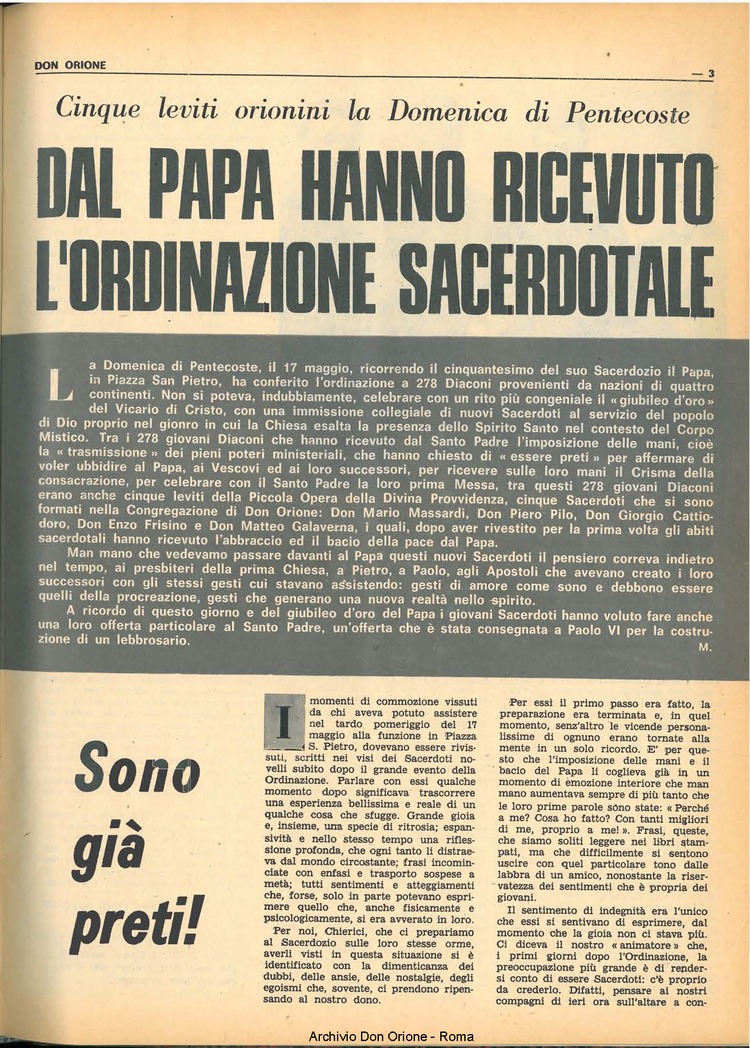 DON ORIONE
— 3
Cinque leviti orionini la Domenica di Pentecoste
DAL PAPA HANNO RICEVUTO
L'ORDINAZIONE SACERDOTALE
La Domenica di Pentecoste, il 17 maggio, ricorrendo il cinquantesimo del suo Sacerdozio il Papa,
in Piazza San Pietro, ha conferito l'ordinazione a 278 Diaconi provenienti da nazioni di quattro
continenti. Non si poteva, indubbiamente, celebrare con un rito più congeniale il « giubileo d'oro »
del Vicario di Cristo, con una immissione collegiale di nuovi Sacerdoti al servizio del popolo
di Dio proprio nel gionro in cui la Chiesa esalta la presenza dello Spirito Santo nel contesto del Corpo
Mistico. Tra i 278 giovani Diaconi che hanno ricevuto dal Santo Padre l'imposizione delle mani, cioè
la « trasmissione » dei pieni poteri ministeriali, che hanno chiesto di « essere preti » per affermare di
voler ubbidire al Papa, ai Vescovi ed ai loro successori, per ricevere sulle loro mani il Crisma della
consacrazione, per celebrare con il Santo Padre la loro prima Messa, tra questi 278 giovani Diaconi
erano anche cinque leviti della Piccola Opera della Divina Provvidenza, cinque Sacerdoti che si sono
formati nella Congregazione di Don Orione: Don Mario Massardi, Don Piero Pilo, Don Giorgio Cattio-
doro, Don Enzo Frisino e Don Matteo Galaverna, i quali, dopo aver rivestito per la prima volta gli abiti
sacerdotali hanno ricevuto l'abbraccio ed il bacio della pace dal Papa.
Man mano che vedevamo passare davanti al Papa questi nuovi Sacerdoti il pensiero correva indietro
nel tempo, ai presbiteri della prima Chiesa, a Pietro, a Paolo, agli Apostoli che avevano creato i loro
successori con gli stessi gesti cui stavano assistendo: gesti di amore come sono e debbono essere
quelli della procreazione, gesti che generano una nuova realtà nello spirito.
A ricordo di questo giorno e del giubileo d'oro del Papa i giovani Sacerdoti hanno voluto fare anche
una loro offerta particolare al Santo Padre, un'offerta che è stata consegnata a Paolo VI per la costru-
zione di un lebbrosario.
M.
Sono
già
preti!
I momenti di commozione vissuti
da chi aveva potuto assistere
nel tardo pomeriggio del 17
maggio alla funzione in Piazza
S. Pietro, dovevano essere rivis-
suti, scritti nei visi dei Sacerdoti no-
velli subito dopo il grande evento della
Ordinazione. Parlare con essi qualche
momento dopo significava trascorrere
una esperienza bellissima e reale di un
qualche cosa che sfugge. Grande gioia
e, insieme, una specie di ritrosia; espan-
sività e nello stesso tempo una rifles-
sione profonda, che ogni tanto li distrae-
va dal mondo circostante; frasi incomin-
ciate con enfasi e trasporto sospese a
metà; tutti sentimenti e atteggiamenti
che, forse, solo in parte potevano espri-
mere quello che, anche fisicamente e
psicologicamente, si era avverato in loro.
Per noi, Chierici, che ci prepariamo
al Sacerdozio sulle loro stesse orme,
averli visti in questa situazione si è
identificato con la dimenticanza dei
dubbi, delle ansie, delle nostalgie, degli
egoismi che, sovente, ci prendono ripen-
sando al nostro dono.
Per essi il primo passo era fatto, la
preparazione era terminata e, in quel
momento, senz'altro le vicende persona-
lissime di ognuno erano tornate alla
mente in un solo ricordo. E' per que-
sto che l'imposizione delle mani e il
bacio del Papa li coglieva già in un
momento di emozione interiore che man
mano aumentava sempre di più tanto che
le loro prime parole sono state: « Perché
a me? Cosa ho fatto? Con tanti migliori
di me, proprio a me! ». Frasi, queste,
che siamo soliti leggere nei libri stam-
pati, ma che difficilmente si sentono
uscire con quel particolare tono dalle
labbra di un amico, nonostante la riser-
vatezza dei sentimenti che è propria dei
giovani.
Il sentimento di indegnità era l'unico
che essi si sentivano di esprimere, dal
momento che la gioia non ci stava più.
Ci diceva il nostro « animatore » che,
i primi giorni dopo l'Ordinazione, la
preoccupazione più grande è di render-
si conto di essere Sacerdoti: c'è proprio
da crederlo. Difatti, pensare ai nostri
compagni di ieri ora sull'altare a con-
Archivio Don Orione - Roma